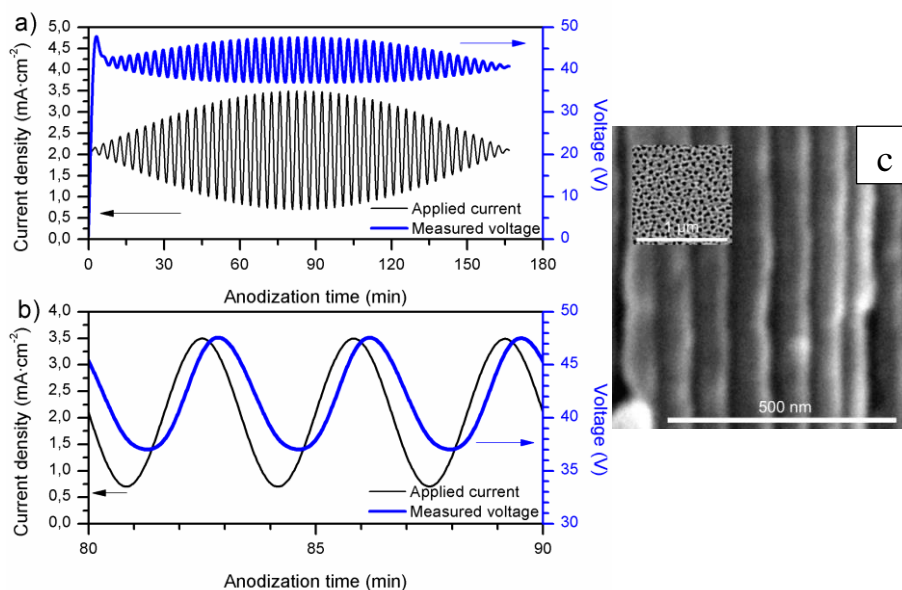 a)
5,0
4,5
4,0
3,5
3,0
2,5
2,0
1,5
1,0
0,5
0,0
Current density (mA·cm⁻²)
50
40
30
20
10
0
Voltage (V)
Applied current
Measured voltage
0 30 60 90 120 150 180
Anodization time (min)
b)
4,0
3,5
3,0
2,5
2,0
1,5
1,0
0,5
0,0
Current density (mA·cm⁻²)
50
45
40
35
30
Voltage (V)
Applied current
Measured voltage
80 85 90
Anodization time (min)
c
1 µm
500 nm